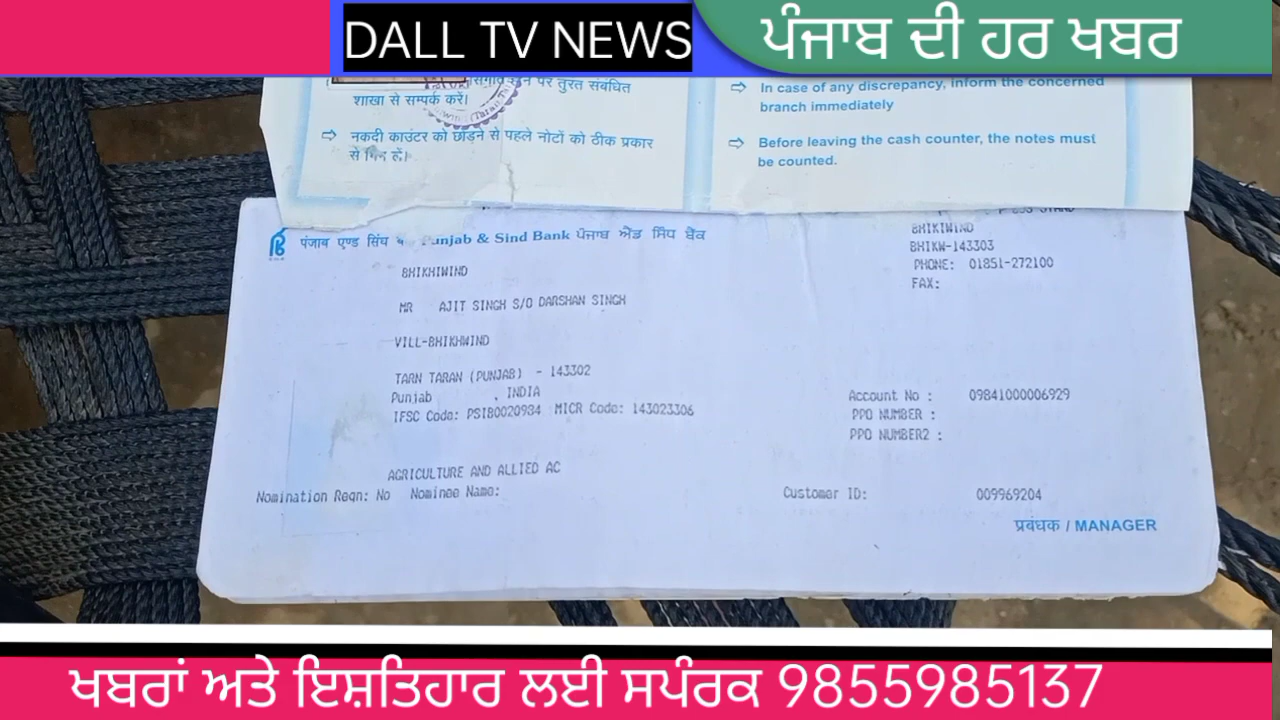 DALL TV NEWS
ਪੰਜਾਬ ਦੀ ਹਰ ਖਬਰ
पर तुरत संबंधित
शाखा से सम्पर्क करें।
नकदी काउंटर को छोड़ने से पहले नोटों को ठीक प्रकार
से गिन लें।
In case of any discrepancy, inform the concerned
branch immediately
Before leaving the cash counter, the notes must
be counted.
ਪੰਜਾਬ एण्ड सिंध Punjab & Sind Bank ਪੰਜਾਬ ਐਂਡ ਸਿੰਧ ਬੈਂਕ
BHIKHIWIND
MR AJIT SINGH S/O DARSHAN SINGH
VILL-BHIKHWIND
TARN TARAN (PUNJAB) - 143302
Punjab , INDIA
IFSC Code: PSIB0020984 MICR Code: 143023306
AGRICULTURE AND ALLIED AC
Nomination Regn: No Nominee Name:
BHIKIWIND
BHIKW-143303
PHONE: 01851-272100
FAX:
Account No : 09841000006929
PPO NUMBER :
PPO NUMBER2 :
Customer ID: 009969204
प्रबंधक / MANAGER
ਖਬਰਾਂ ਅਤੇ ਇਸ਼ਤਿਹਾਰ ਲਈ ਸਪੰਰਕ 9855985137